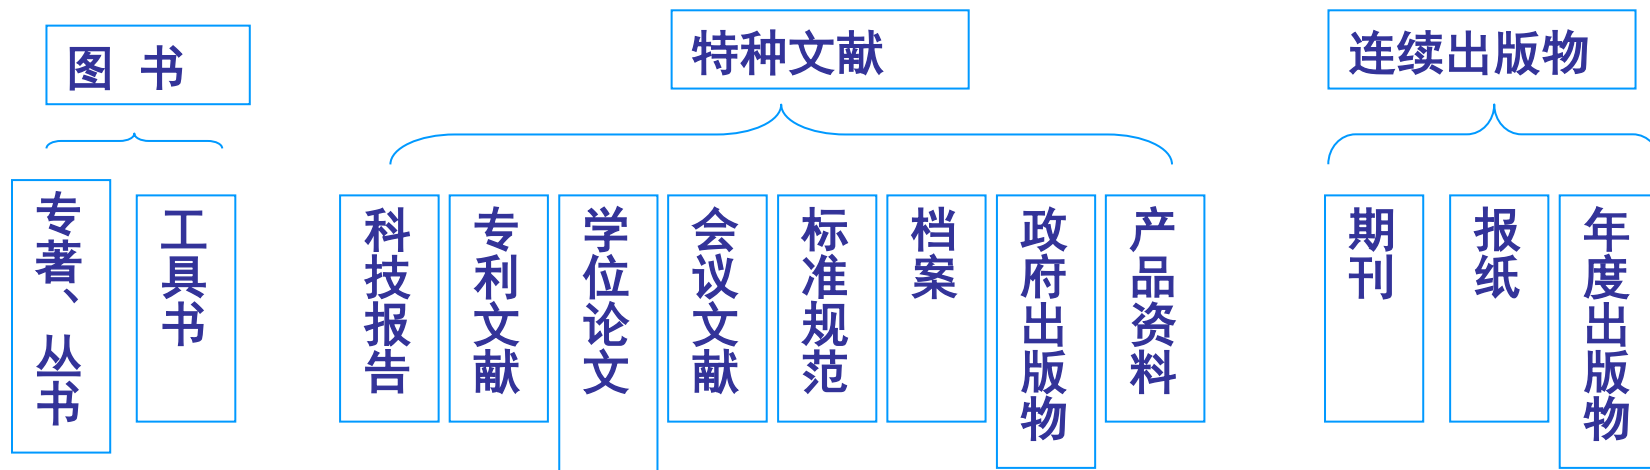 图 书
特种文献
连续出版物
专著、丛书
工具书
科技报告
专利文献
学位论文
会议文献
标准规范
档案
政府出版物
产品资料
期刊
报纸
年度出版物